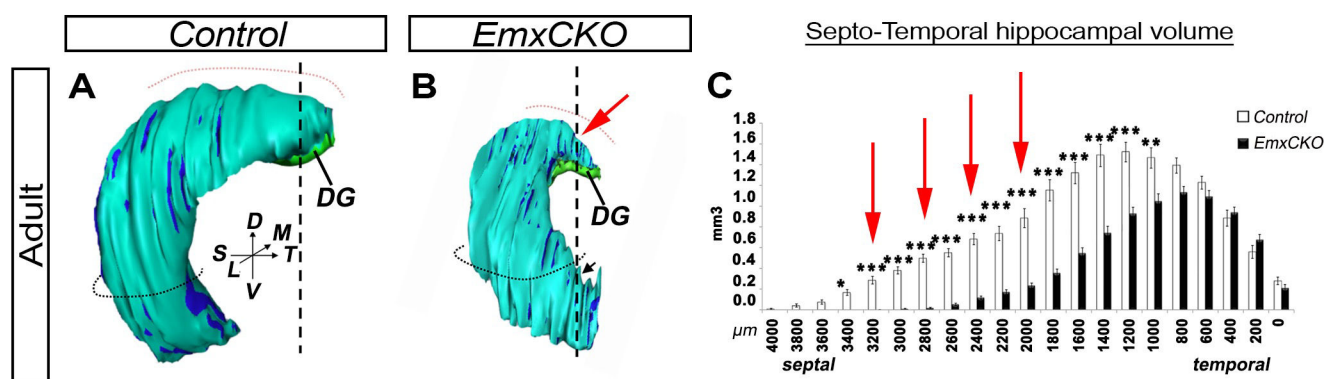 Control
EmxCKO
Adult
A
DG
D
M
S
T
L
V
B
DG
Septo-Temporal hippocampal volume
C
Control
EmxCKO
mm3
1.8
1.6
1.4
1.2
1.0
0.8
0.6
0.4
0.2
0.0
* *** *** *** *** *** *** *** *** *** *** *** **
µm 4000 3800 3600 3400 3200 3000 2800 2600 2400 2200 2000 1800 1600 1400 1200 1000 800 600 400 200 0
septal temporal